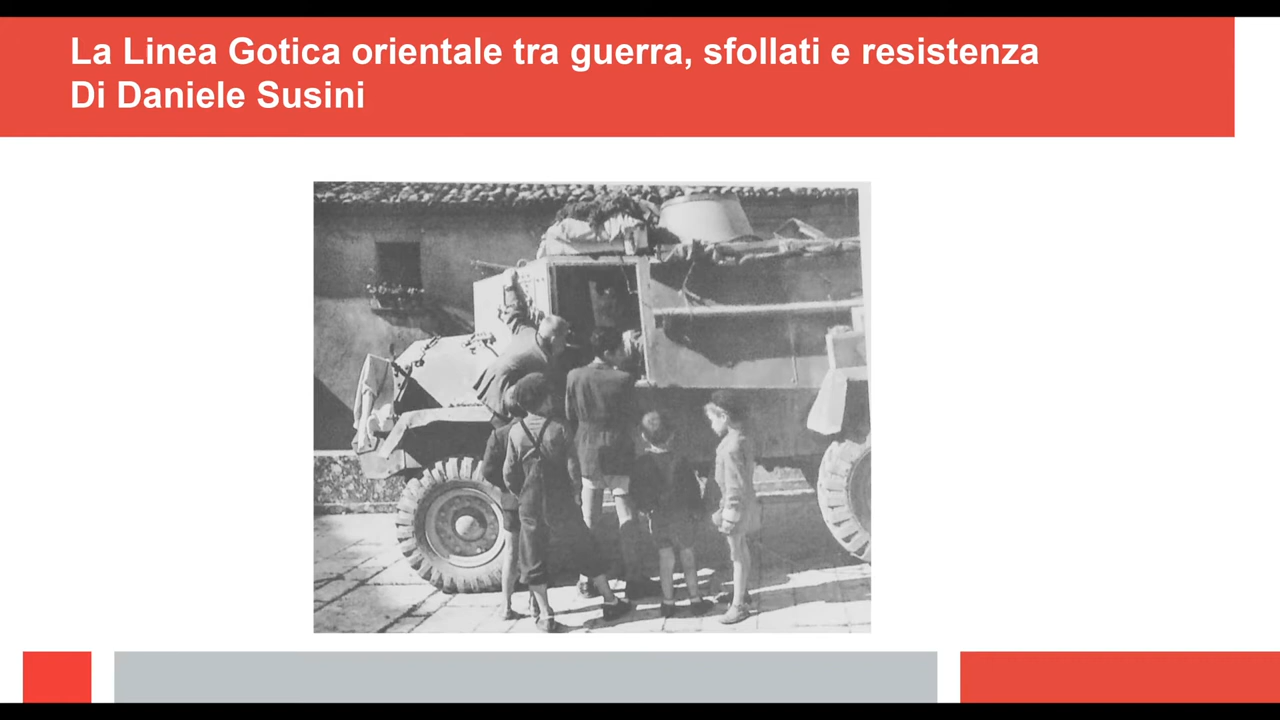 La Linea Gotica orientale tra guerra, sfollati e resistenza
Di Daniele Susini